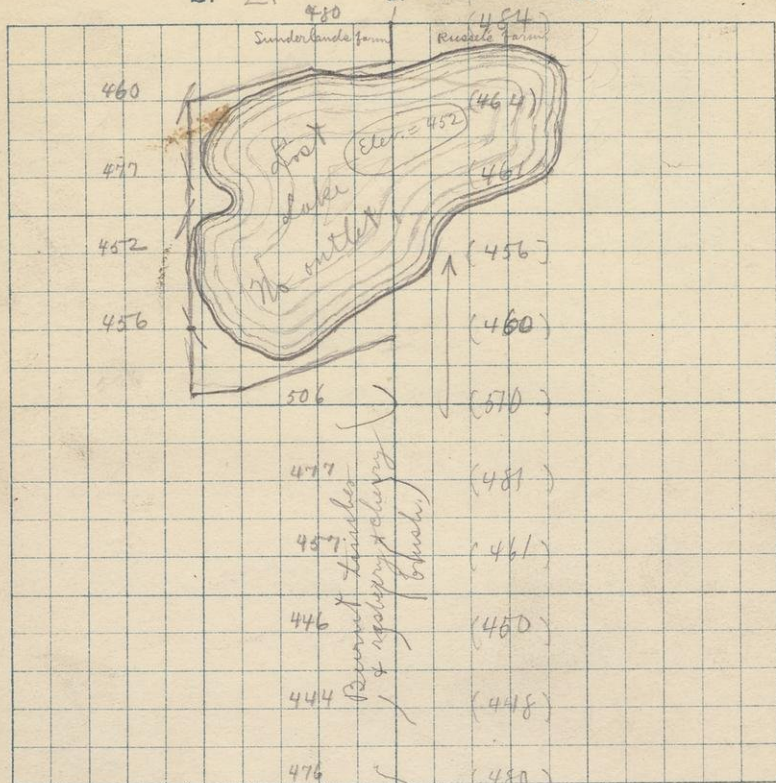 480
(484)
Sunderlands farm
Russels farm
460
(464)
Elev. = 452
Lost
Lake
No outlet
477
(461
452
(456)
456
(460)
506
(510)
477
(481)
457
(461)
446
(450)
444
(448)
476
(480)
Burnt timber
& raspberry & cherry
brush.)